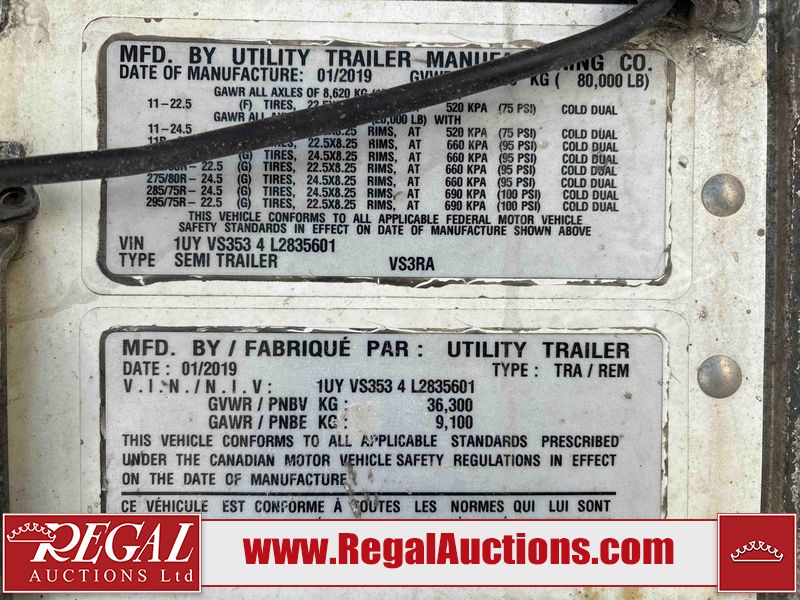 MFD. BY UTILITY TRAILER CO.
DATE OF MANUFACTURE: 01/2019 KG ( 80,000 LB)
GAWR ALL AXLES OF 8,620 KG
11-22.5 (F) TIRES, 520 KPA (75 PSI) COLD DUAL
GAWR ALL WITH
11-24.5 RIMS, AT 520 KPA (75 PSI) COLD DUAL
(G) TIRES, 22.5X8.25 RIMS, AT 660 KPA (95 PSI) COLD DUAL
(G) TIRES, 24.5X8.25 RIMS, AT 660 KPA (95 PSI) COLD DUAL
22.5 (G) TIRES, 22.5X8.25 RIMS, AT 660 KPA (95 PSI) COLD DUAL
275/80R - 24.5 (G) TIRES, 24.5X8.25 RIMS, AT 660 KPA (95 PSI) COLD DUAL
285/75R - 24.5 (G) TIRES, 24.5X8.25 RIMS, AT 690 KPA (100 PSI) COLD DUAL
295/75R - 22.5 (G) TIRES, 22.5X8.25 RIMS, AT 690 KPA (100 PSI) COLD DUAL
THIS VEHICLE CONFORMS TO ALL APPLICABLE FEDERAL MOTOR VEHICLE
SAFETY STANDARDS IN EFFECT ON DATE OF MANUFACTURE SHOWN ABOVE
VIN 1UY VS353 4 L2835601
TYPE SEMI TRAILER VS3RA
MFD. BY / FABRIQUÉ PAR : UTILITY TRAILER
DATE : 01/2019 TYPE : TRA / REM
V.I.N./N.I.V: 1UY VS353 4 L2835601
GVWR / PNBV KG : 36,300
GAWR / PNBE KG : 9,100
THIS VEHICLE CONFORMS TO ALL APPLICABLE STANDARDS PRESCRIBED
UNDER THE CANADIAN MOTOR VEHICLE SAFETY REGULATIONS IN EFFECT
ON THE DATE OF MANUFACTURE
CE VÉHICULE EST CONFORME À TOUTES LES NORMES QUI LUI SONT
REGAL
AUCTIONS Ltd
www.RegalAuctions.com